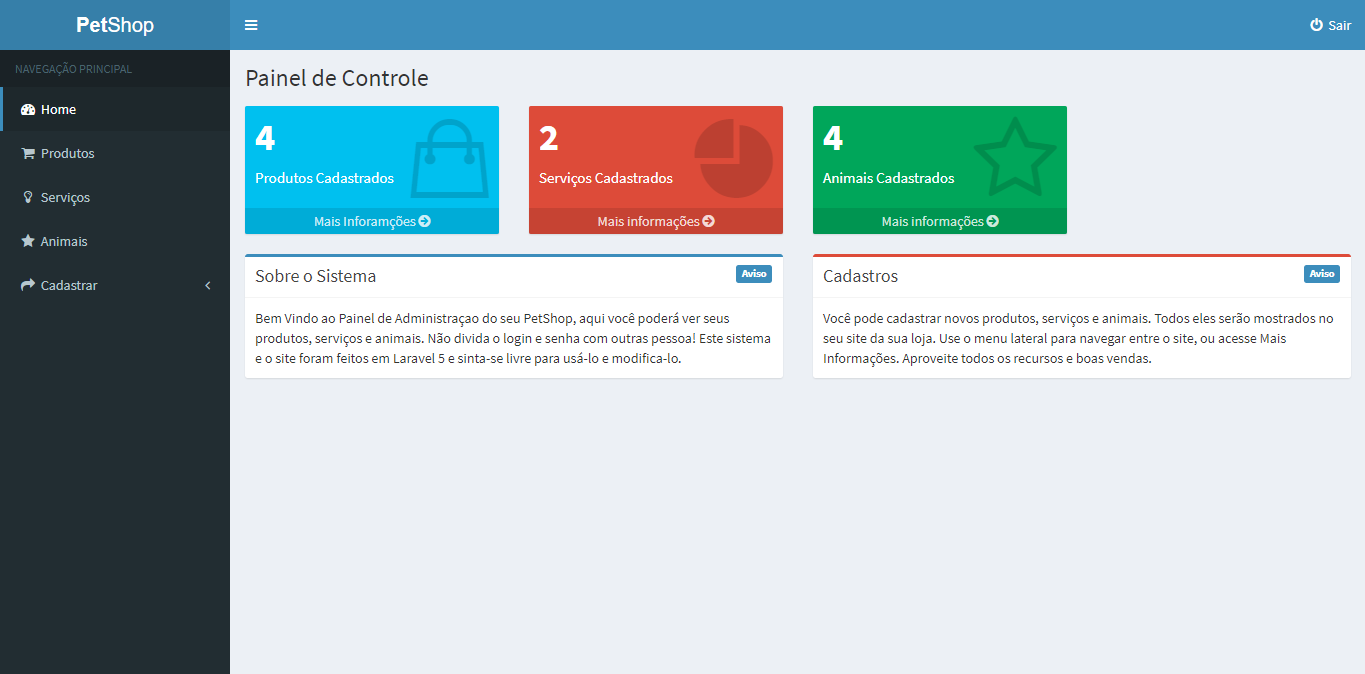 PetShop
Sair
NAVEGAÇÃO PRINCIPAL
Home
Produtos
Serviços
Animais
Cadastrar
Painel de Controle
4
Produtos Cadastrados
Mais Inforamções
2
Serviços Cadastrados
Mais informações
4
Animais Cadastrados
Mais informações
Sobre o Sistema
Aviso
Bem Vindo ao Painel de Administraçao do seu PetShop, aqui você poderá ver seus
produtos, serviços e animais. Não divida o login e senha com outras pessoa! Este sistema
e o site foram feitos em Laravel 5 e sinta-se livre para usá-lo e modifica-lo.
Cadastros
Aviso
Você pode cadastrar novos produtos, serviços e animais. Todos eles serão mostrados no
seu site da sua loja. Use o menu lateral para navegar entre o site, ou acesse Mais
Informações. Aproveite todos os recursos e boas vendas.